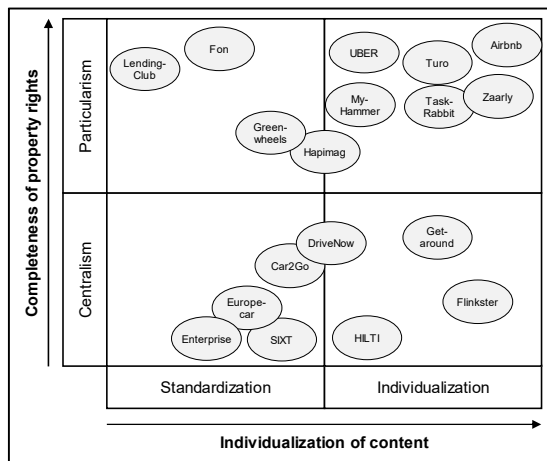 Completeness of property rights
Particularism
Centralism
Lending-
Club
Fon
UBER
Turo
Airbnb
My-
Hammer
Task-
Rabbit
Zaarly
Green-
wheels
Hapimag
DriveNow
Car2Go
Get-
around
Europe-
car
Flinkster
Enterprise
SIXT
HILTI
Standardization
Individualization
Individualization of content